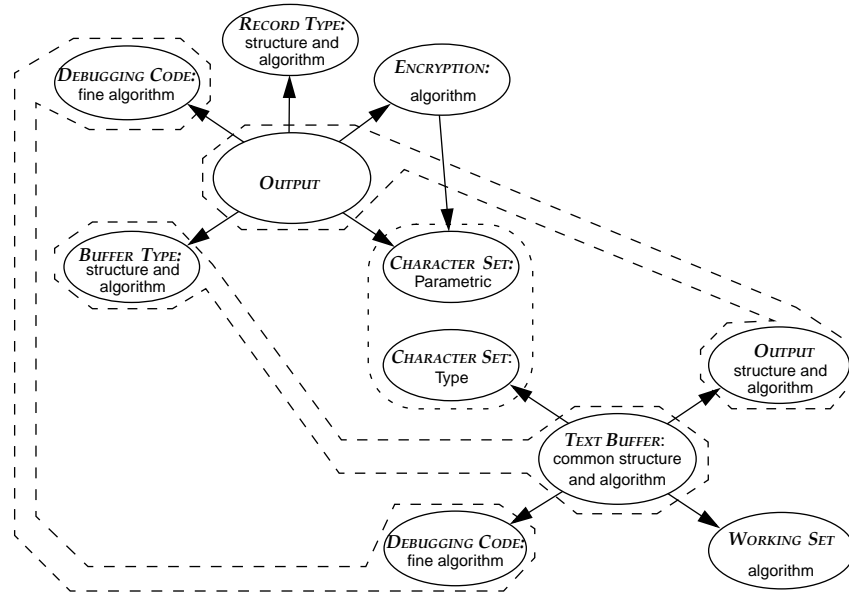 RECORD TYPE:
structure and
algorithm
DEBUGGING CODE:
fine algorithm
ENCRYPTION:
algorithm
OUTPUT
BUFFER TYPE:
structure and
algorithm
CHARACTER SET:
Parametric
CHARACTER SET:
Type
OUTPUT
structure and
algorithm
TEXT BUFFER:
common structure
and algorithm
DEBUGGING CODE:
fine algorithm
WORKING SET
algorithm